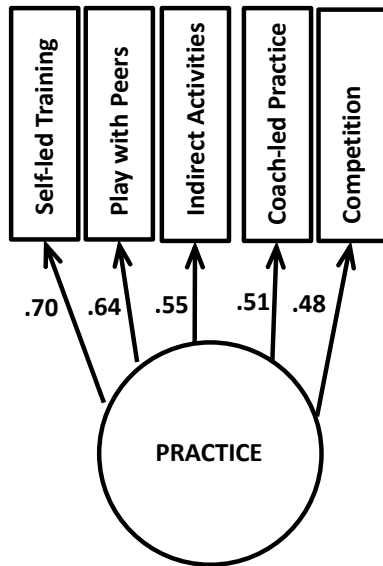 Self-led Training
Play with Peers
Indirect Activities
Coach-led Practice
Competition
.70
.64
.55
.51
.48
PRACTICE